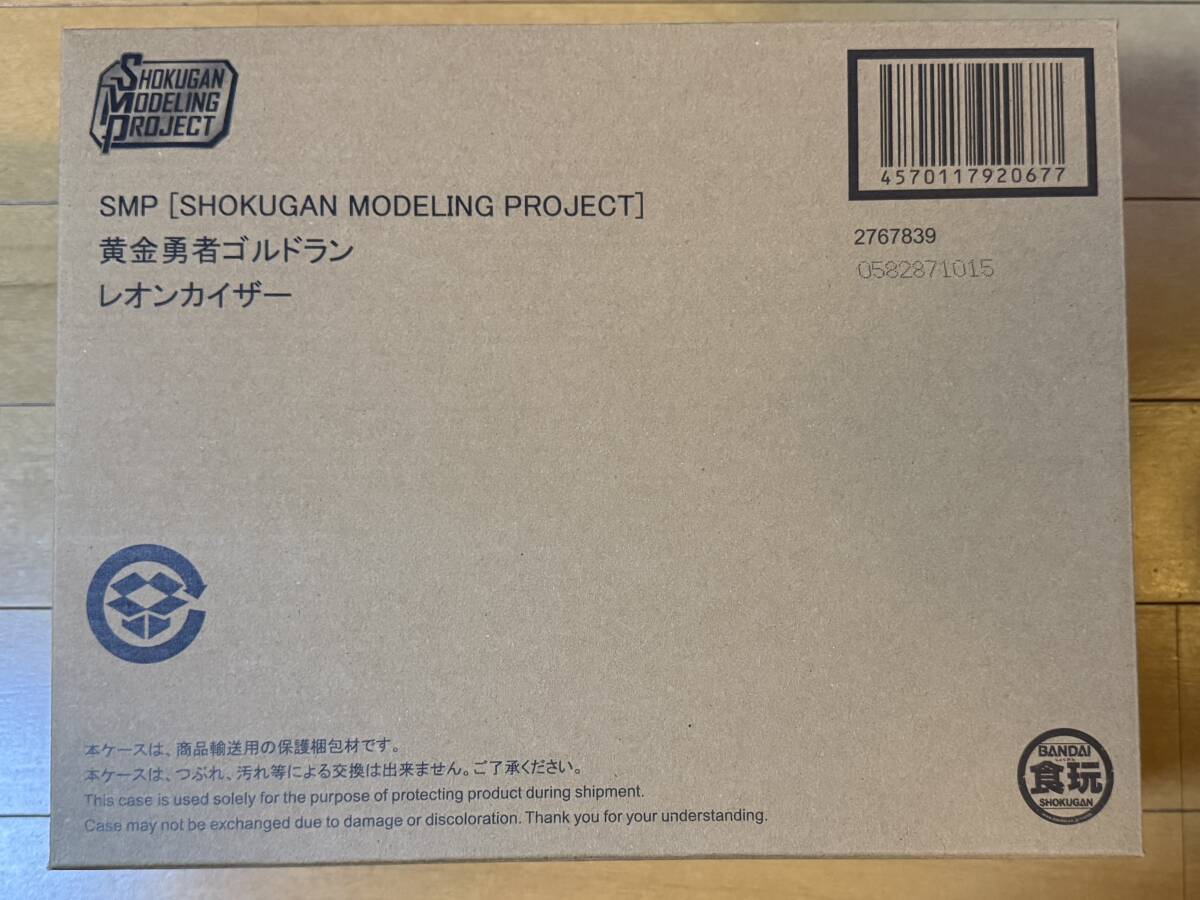 SHOKUGAN
MODELING
PROJECT
4570117920677
SMP [SHOKUGAN MODELING PROJECT]
黄金勇者ゴルドラン
レオンカイザー
2767839
0582871015
本ケースは、商品輸送用の保護梱包材です。
本ケースは、つぶれ、汚れ等による交換は出来ません。ご了承ください。
This case is used solely for the purpose of protecting product during shipment.
Case may not be exchanged due to damage or discoloration. Thank you for your understanding.
BANDAI
食玩
SHOKUGAN